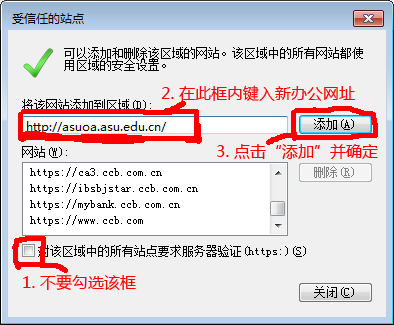 受信任的站点
可以添加和删除该区域的网站。该区域中的所有网站都使
用区域的安全设置。
2. 在此框内键入新办公网址
将该网站添加到区域(D):
http://asuoa.asu.edu.cn/
添加(A)
3. 点击“添加”并确定
网站(W):
https://ca3.ccb.com.cn
https://ibsbjstar.ccb.com.cn
https://mybank.ccb.com.cn
https://www.ccb.com
删除(R)
对该区域中的所有站点要求服务器验证(https:)(S)
1. 不要勾选该框
关闭(C)